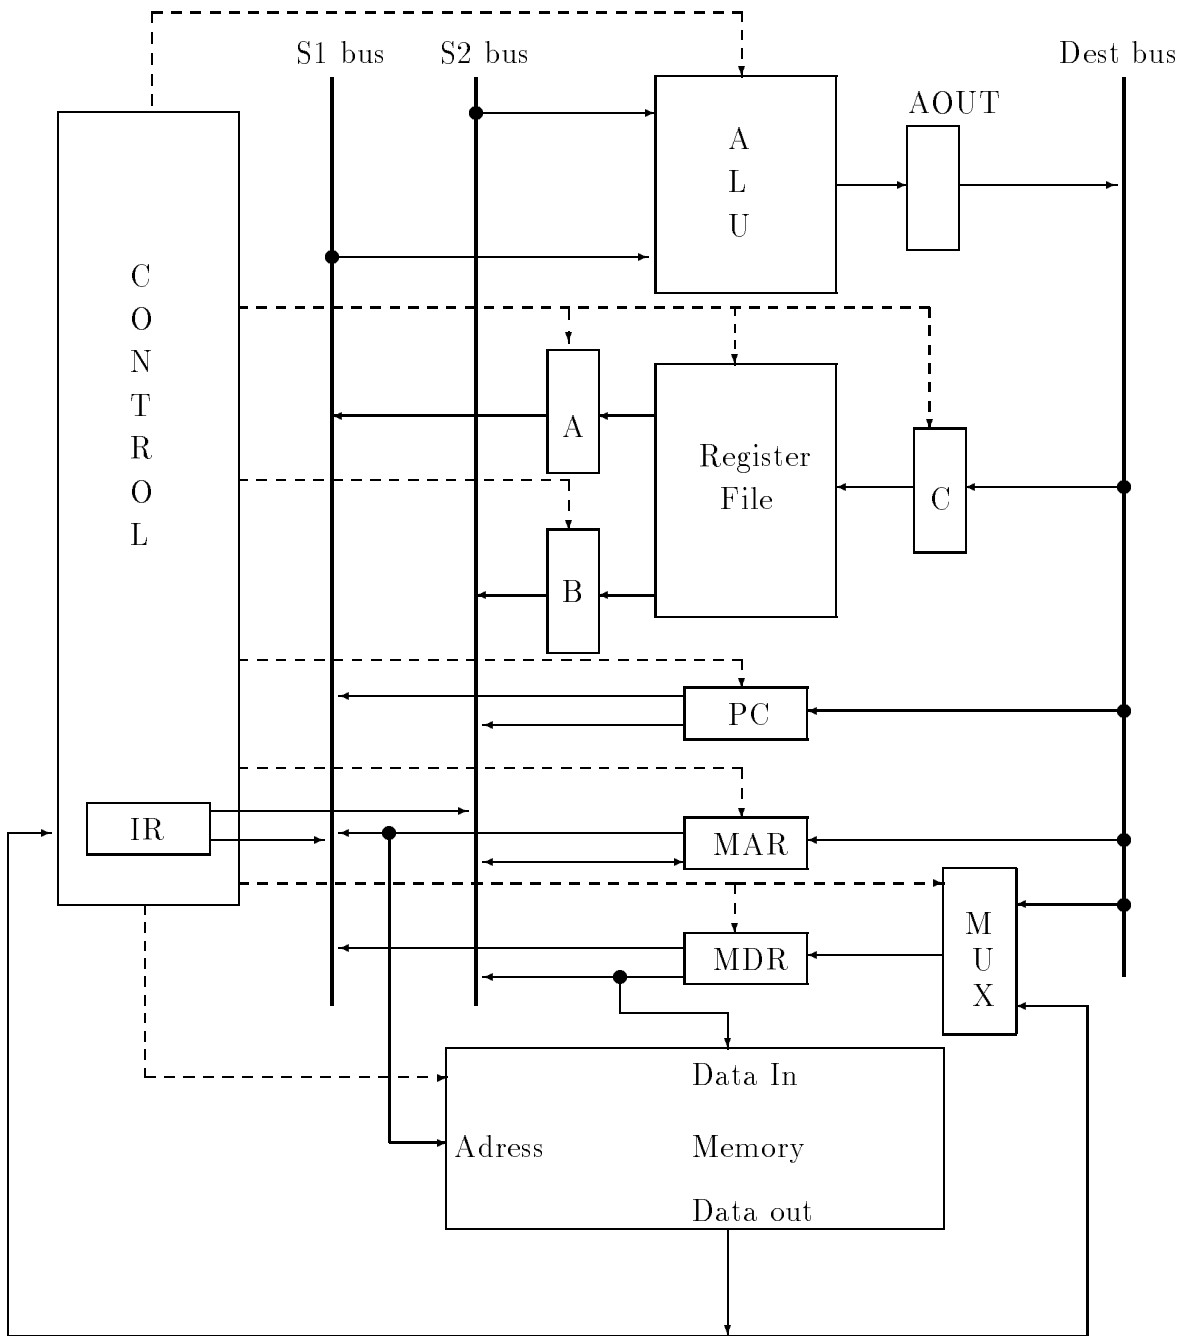 S1 bus
S2 bus
Dest bus
AOUT
A
L
U
C
O
N
T
R
O
L
A
Register
File
C
B
PC
IR
MAR
M
U
X
MDR
Data In
Adress
Memory
Data out